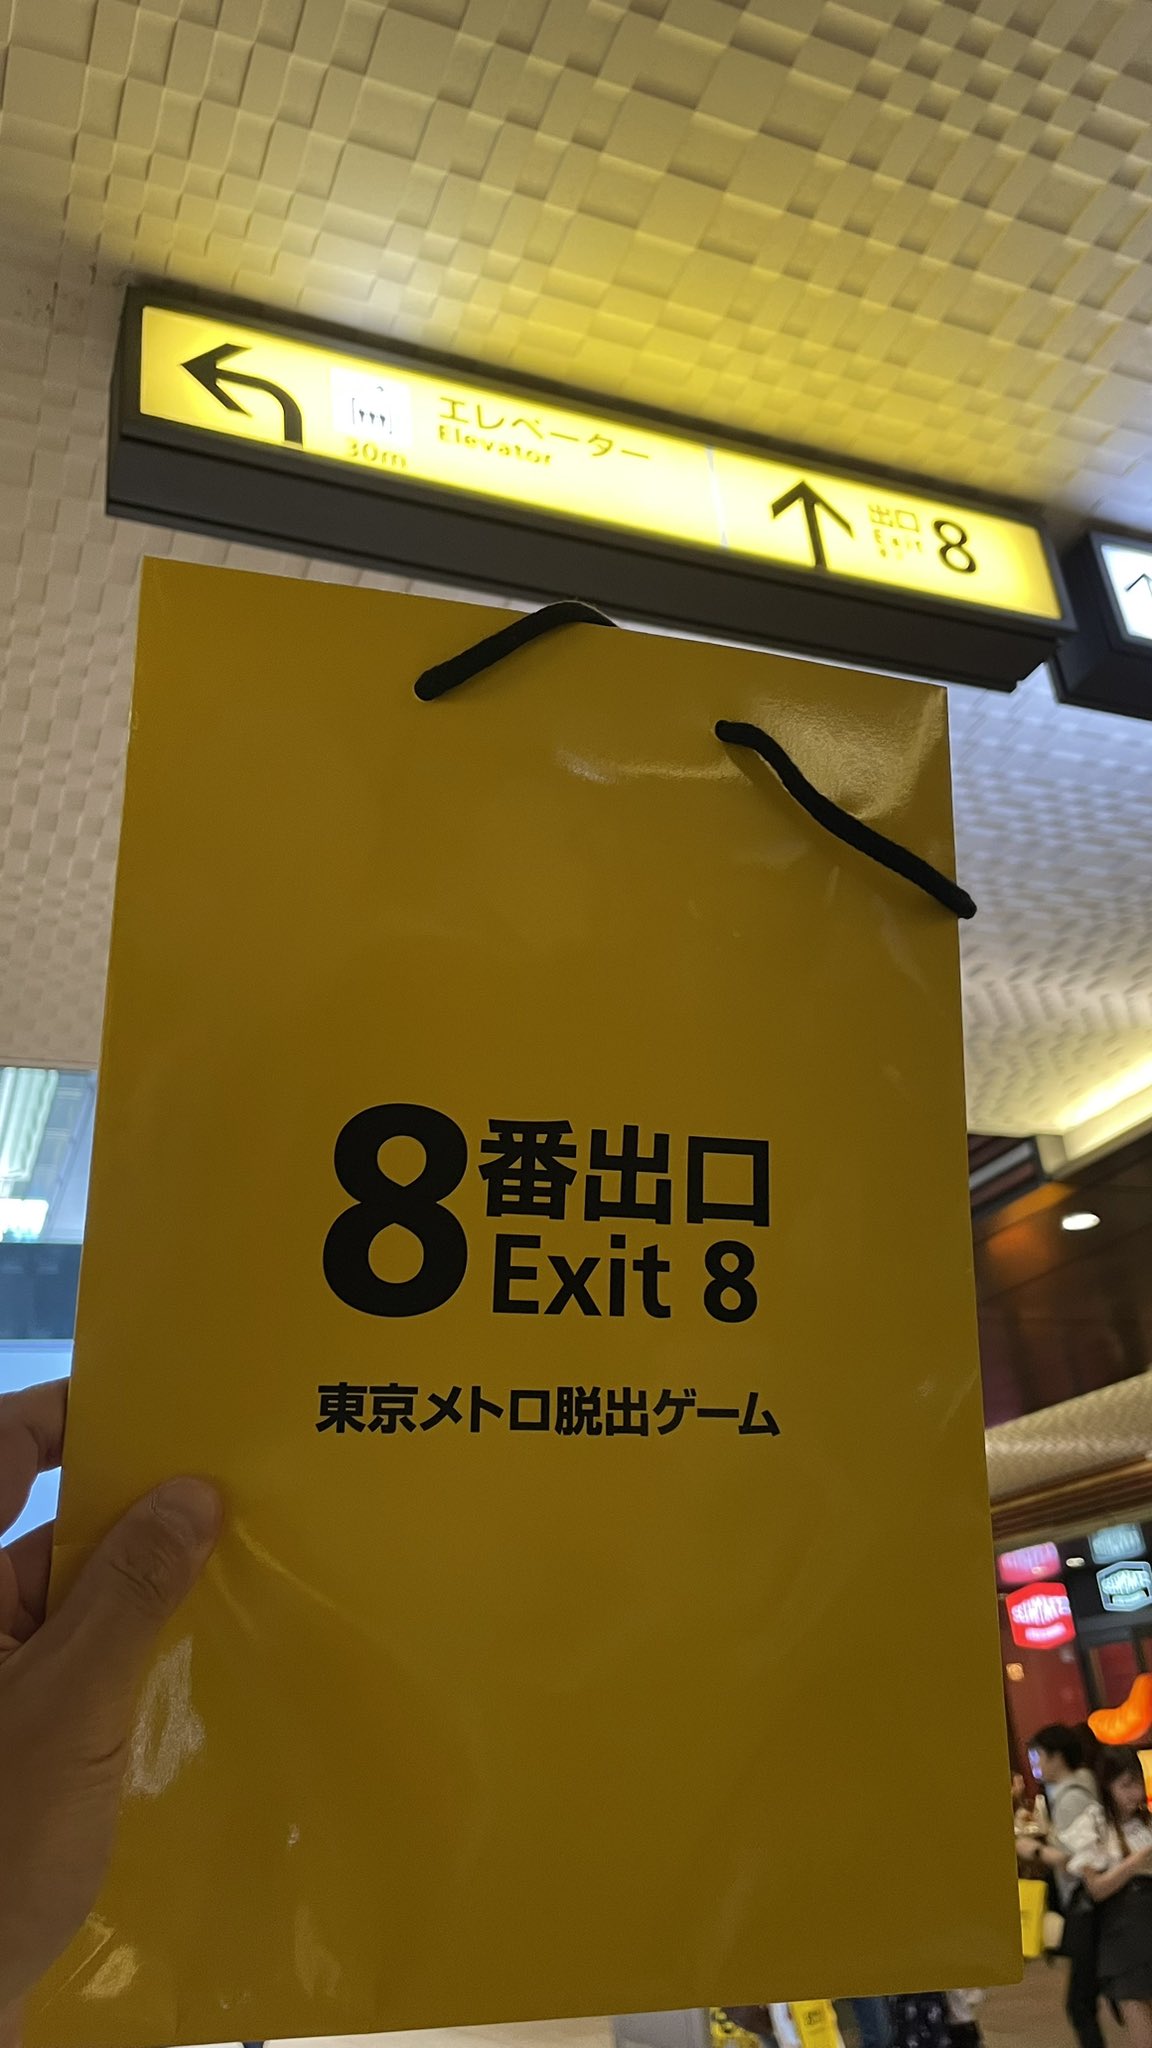 エレベーター
Elevator
30m
出口
Exit
8
8番出口
Exit 8
東京メトロ脱出ゲーム